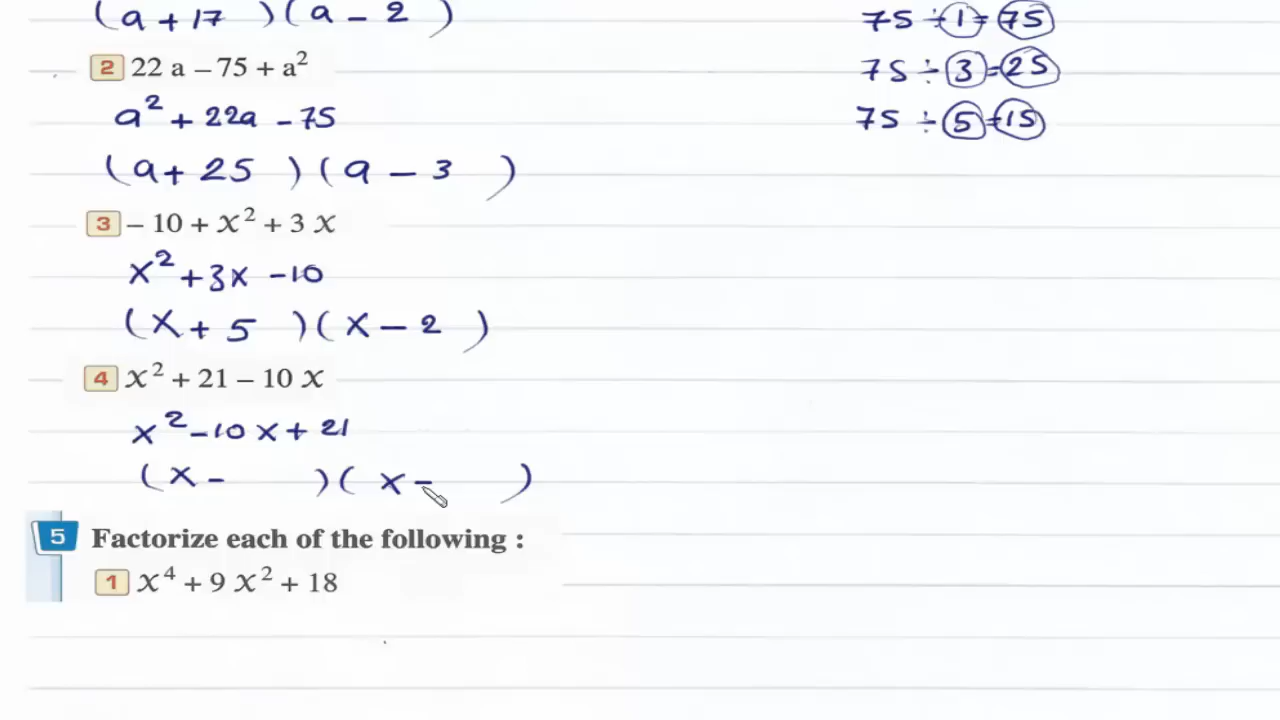 (a + 17 )(a - 2 )
75 ÷ 1 = 75
2 22 a – 75 + a²
75 ÷ 3 = 25
a² + 22a - 75
75 ÷ 5 = 15
(a + 25 )(a - 3 )
3 – 10 + x² + 3 x
x² + 3x - 10
(x + 5 )(x - 2 )
4 x² + 21 – 10 x
x² - 10x + 21
(x - )( x - )
5 Factorize each of the following :
1 x⁴ + 9 x² + 18